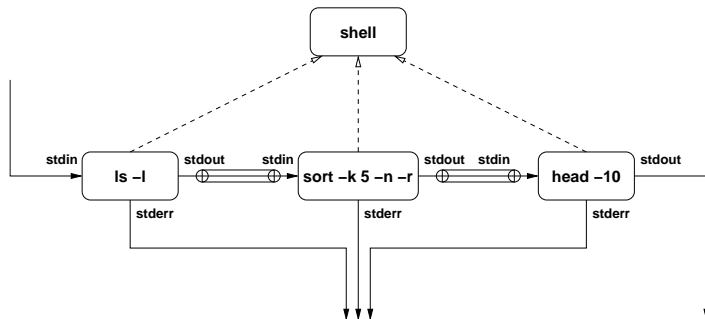 shell
stdin
ls −l
stdout
stdin
sort −k 5 −n −r
stdout
stdin
head −10
stdout
stderr
stderr
stderr